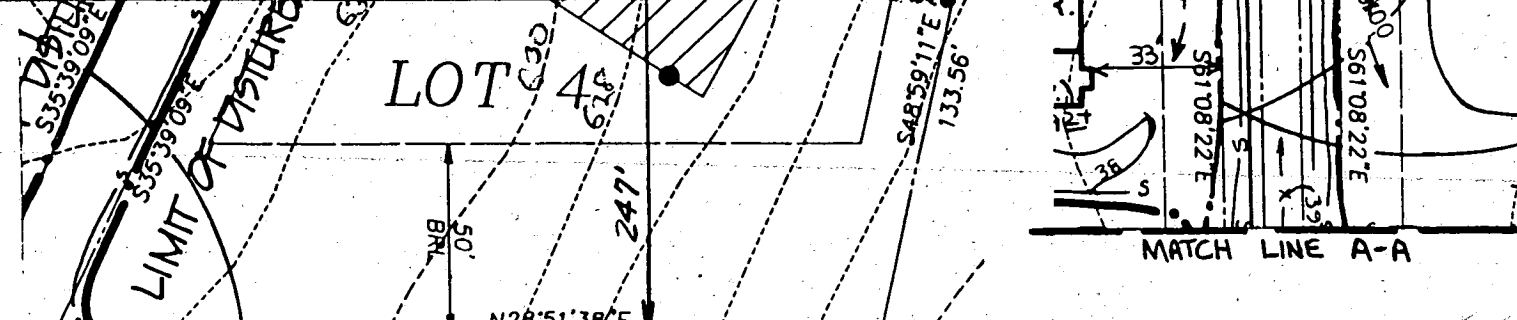 S35°39'09"E
S35°39'09"E
LIMIT OF DISTURB
LOT 4
630
628
50'
BRL
247'
N28°51'38"E
S48°59'11"E
133.56'
33'
S61°08'22"E
S61°08'22"E
36
S
S
S
S
MATCH LINE A-A